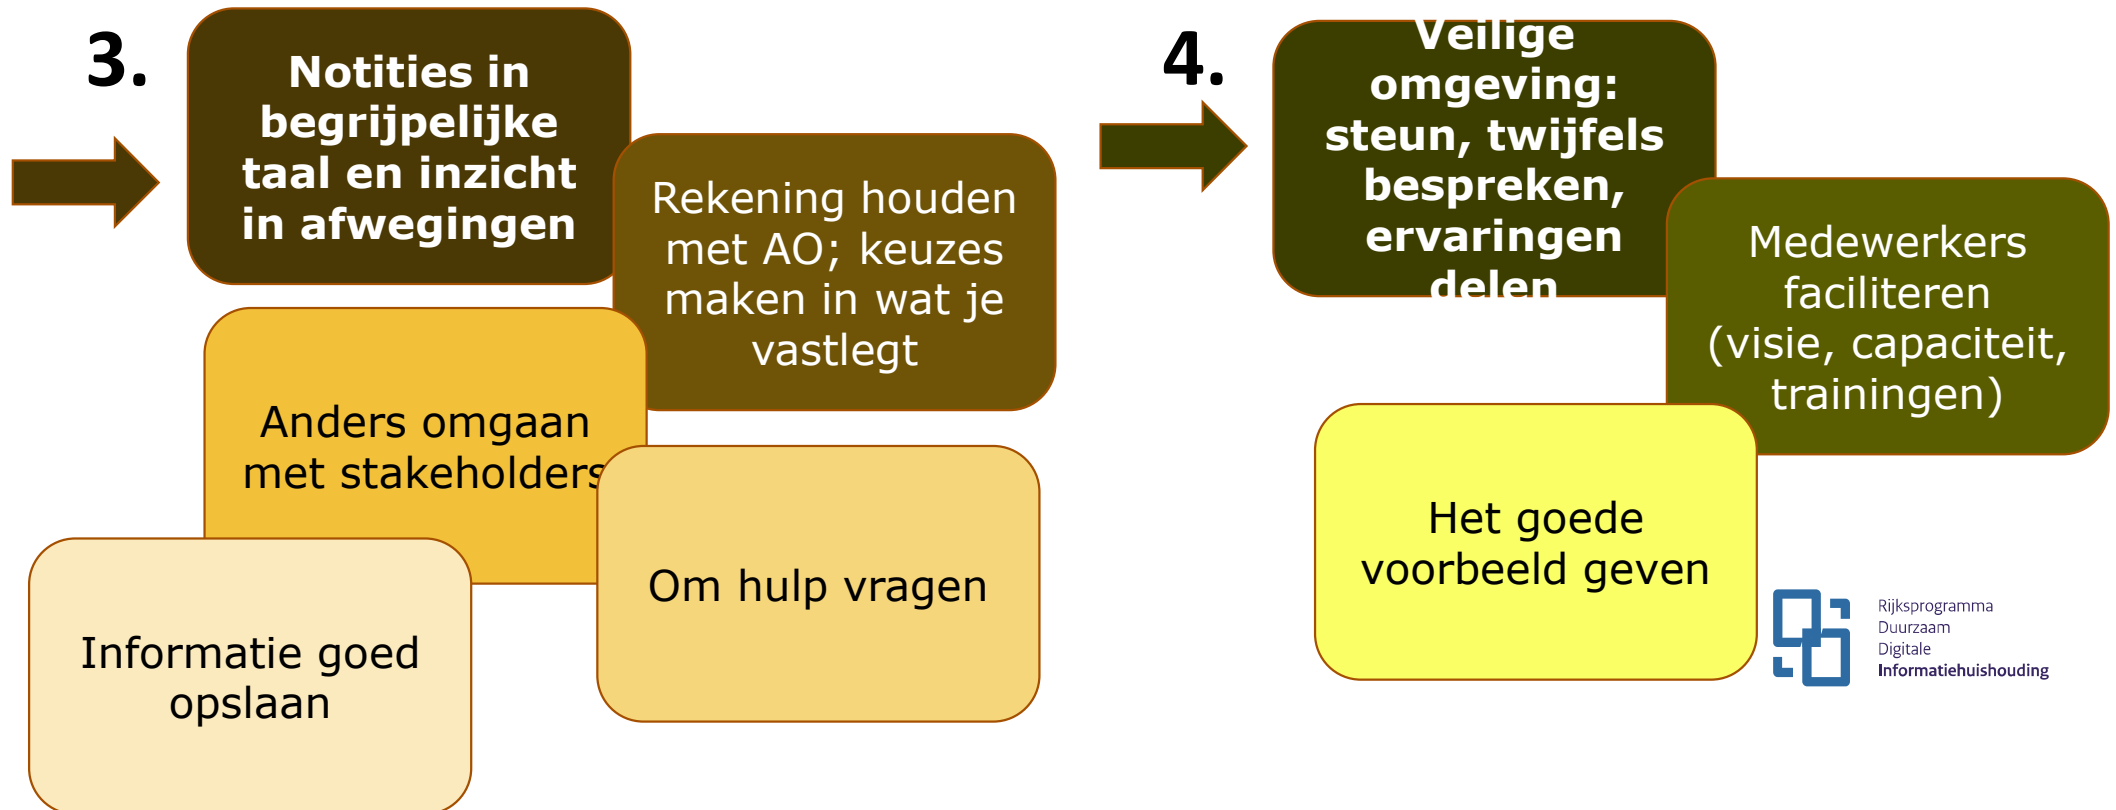 3.
Notities in
begrijpelijke
taal en inzicht
in afwegingen
Rekening houden
met AO; keuzes
maken in wat je
vastlegt
Anders omgaan
met stakeholders
Om hulp vragen
Informatie goed
opslaan
4.
Veilige
omgeving:
steun, twijfels
bespreken,
ervaringen
delen
Medewerkers
faciliteren
(visie, capaciteit,
trainingen)
Het goede
voorbeeld geven
Rijksprogramma
Duurzaam
Digitale
Informatiehuishouding